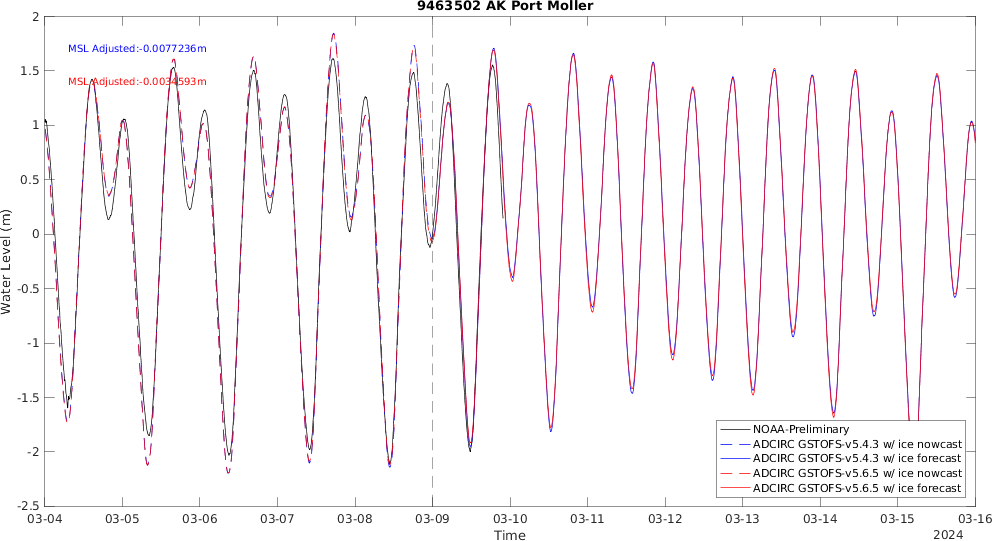 9463502 AK Port Moller
MSL Adjusted:-0.0077236m
MSL Adjusted:-0.0034593m
Water Level (m)
2
1.5
1
0.5
0
-0.5
-1
-1.5
-2
-2.5
NOAA-Preliminary
ADCIRC GSTOFS-v5.4.3 w/ ice nowcast
ADCIRC GSTOFS-v5.4.3 w/ ice forecast
ADCIRC GSTOFS-v5.6.5 w/ ice nowcast
ADCIRC GSTOFS-v5.6.5 w/ ice forecast
03-04 03-05 03-06 03-07 03-08 03-09 03-10 03-11 03-12 03-13 03-14 03-15 03-16
Time
2024